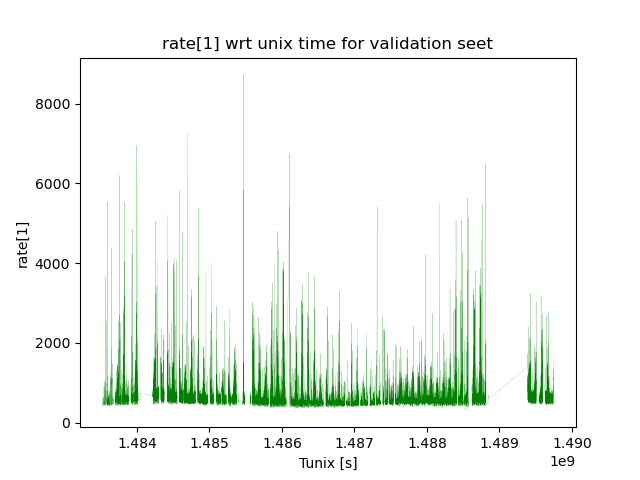 rate[1] wrt unix time for validation seet
8000
6000
4000
2000
0
rate[1]
1.484 1.485 1.486 1.487 1.488 1.489 1.490
1e9
Tunix [s]